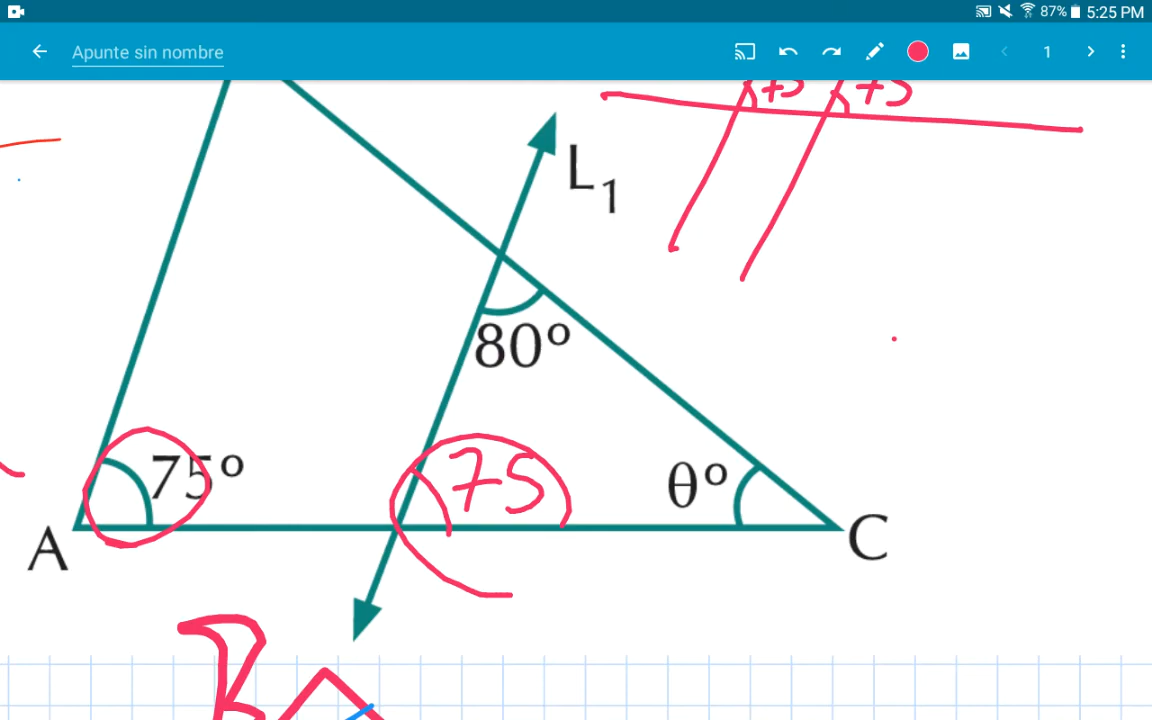 87% 5:25 PM
Apunte sin nombre
1
75 75
L1
80º
75º
75
θº
A
C